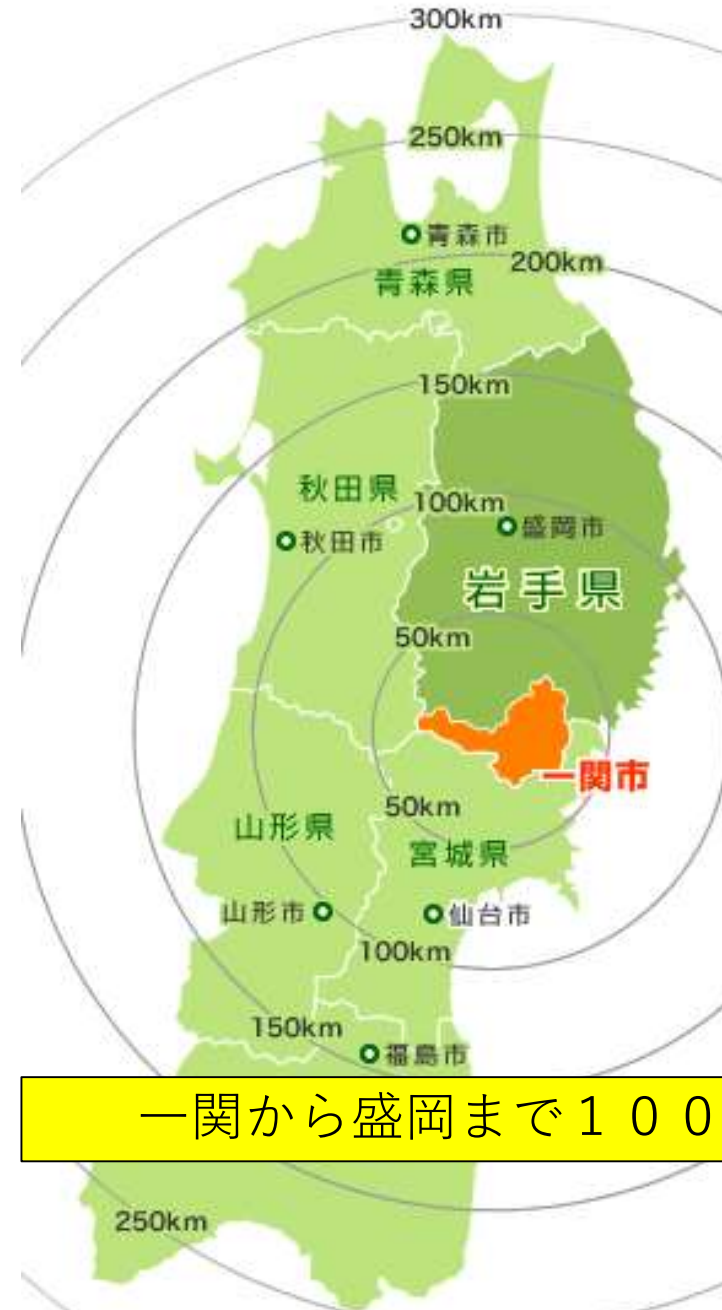 300km
250km
青森市
200km
青森県
150km
秋田県
100km
盛岡市
秋田市
岩手県
50km
一関市
50km
山形県
宮城県
山形市
仙台市
100km
150km
福島市
一関から盛岡まで１００
250km